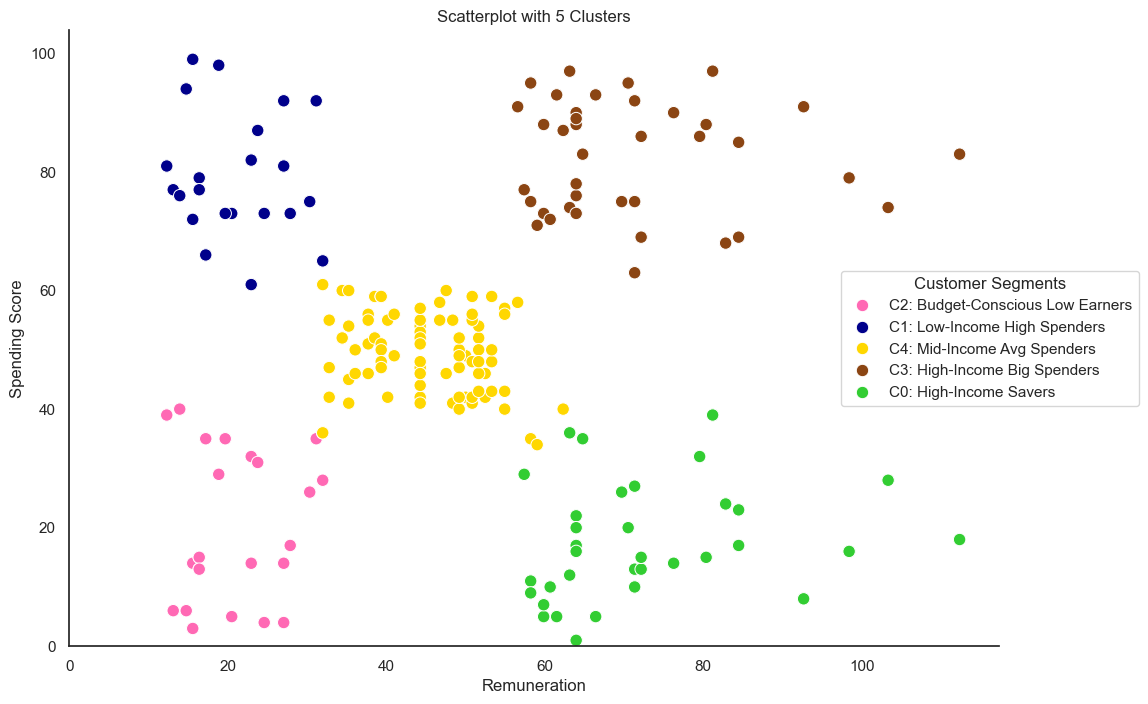 Scatterplot with 5 Clusters
100
80
60
40
20
0
Spending Score
0 20 40 60 80 100
Remuneration
Customer Segments
C2: Budget-Conscious Low Earners
C1: Low-Income High Spenders
C4: Mid-Income Avg Spenders
C3: High-Income Big Spenders
C0: High-Income Savers